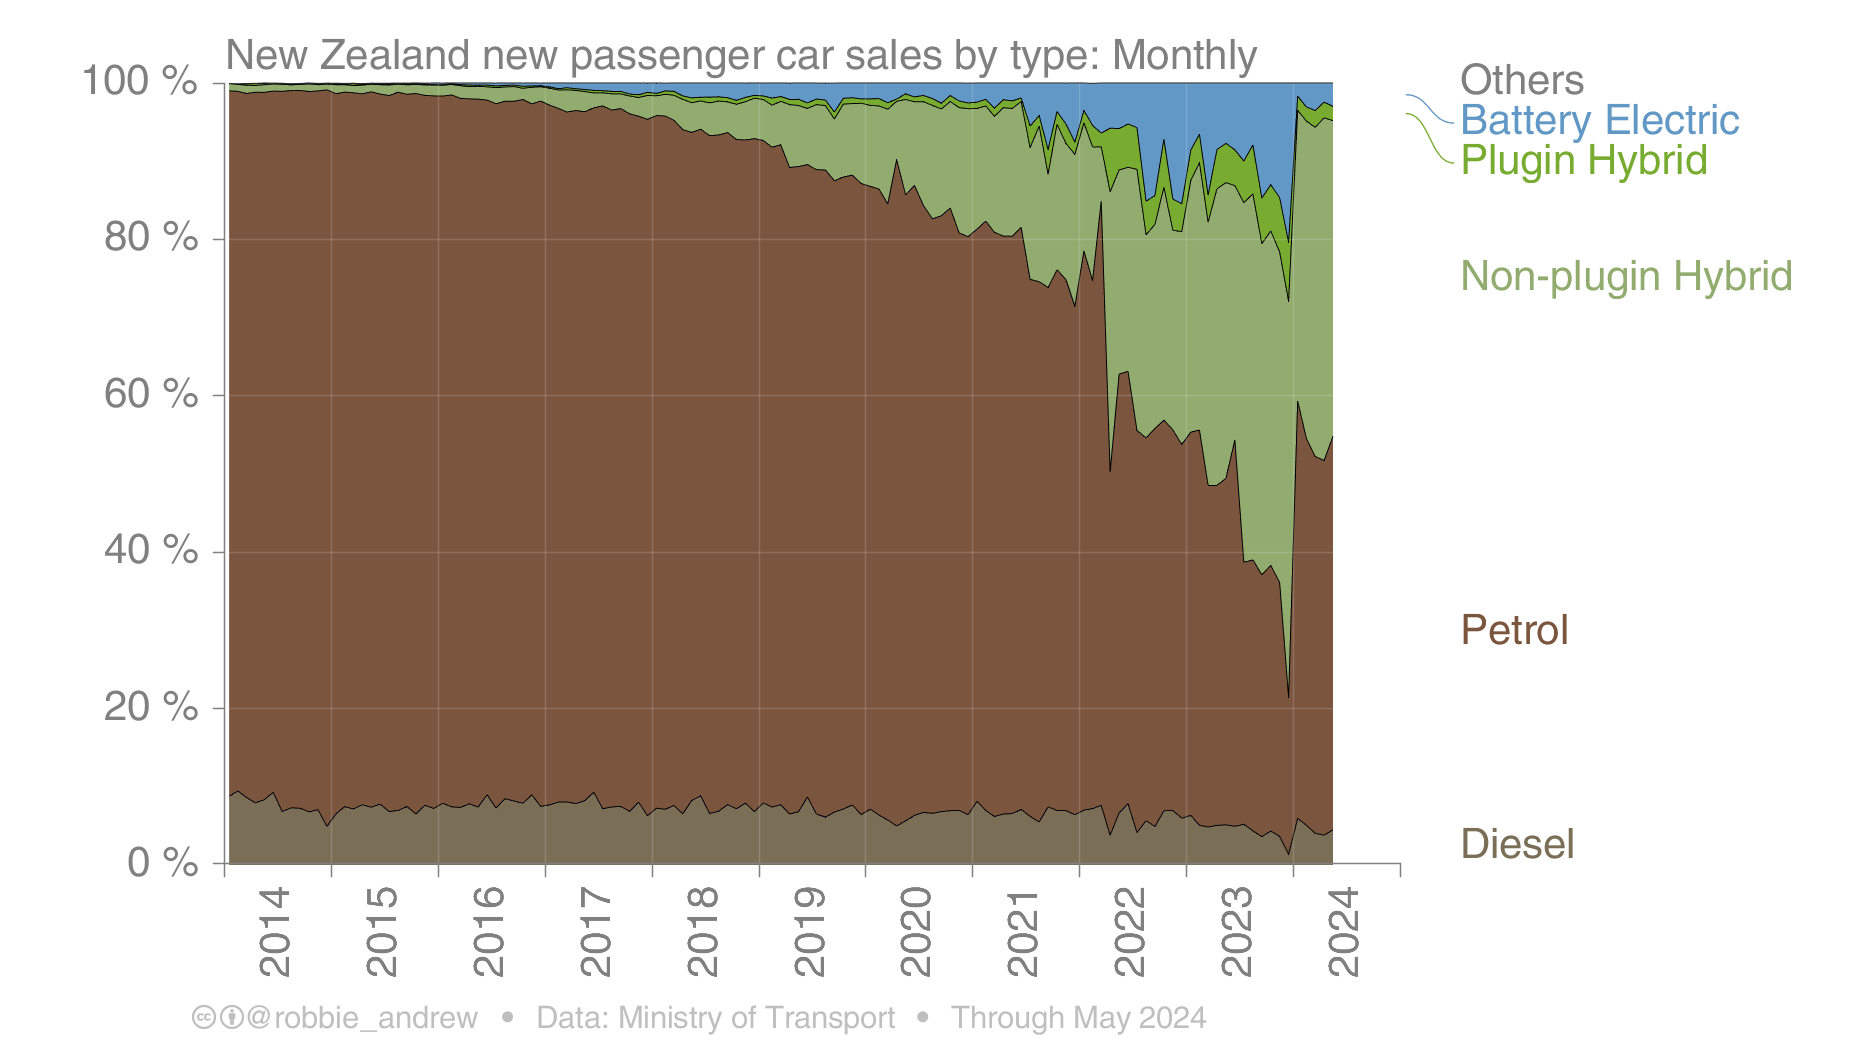 New Zealand new passenger car sales by type: Monthly
100 %
80 %
60 %
40 %
20 %
0 %
Others
Battery Electric
Plugin Hybrid
Non-plugin Hybrid
Petrol
Diesel
2014
2015
2016
2017
2018
2019
2020
2021
2022
2023
2024
@robbie_andrew • Data: Ministry of Transport • Through May 2024